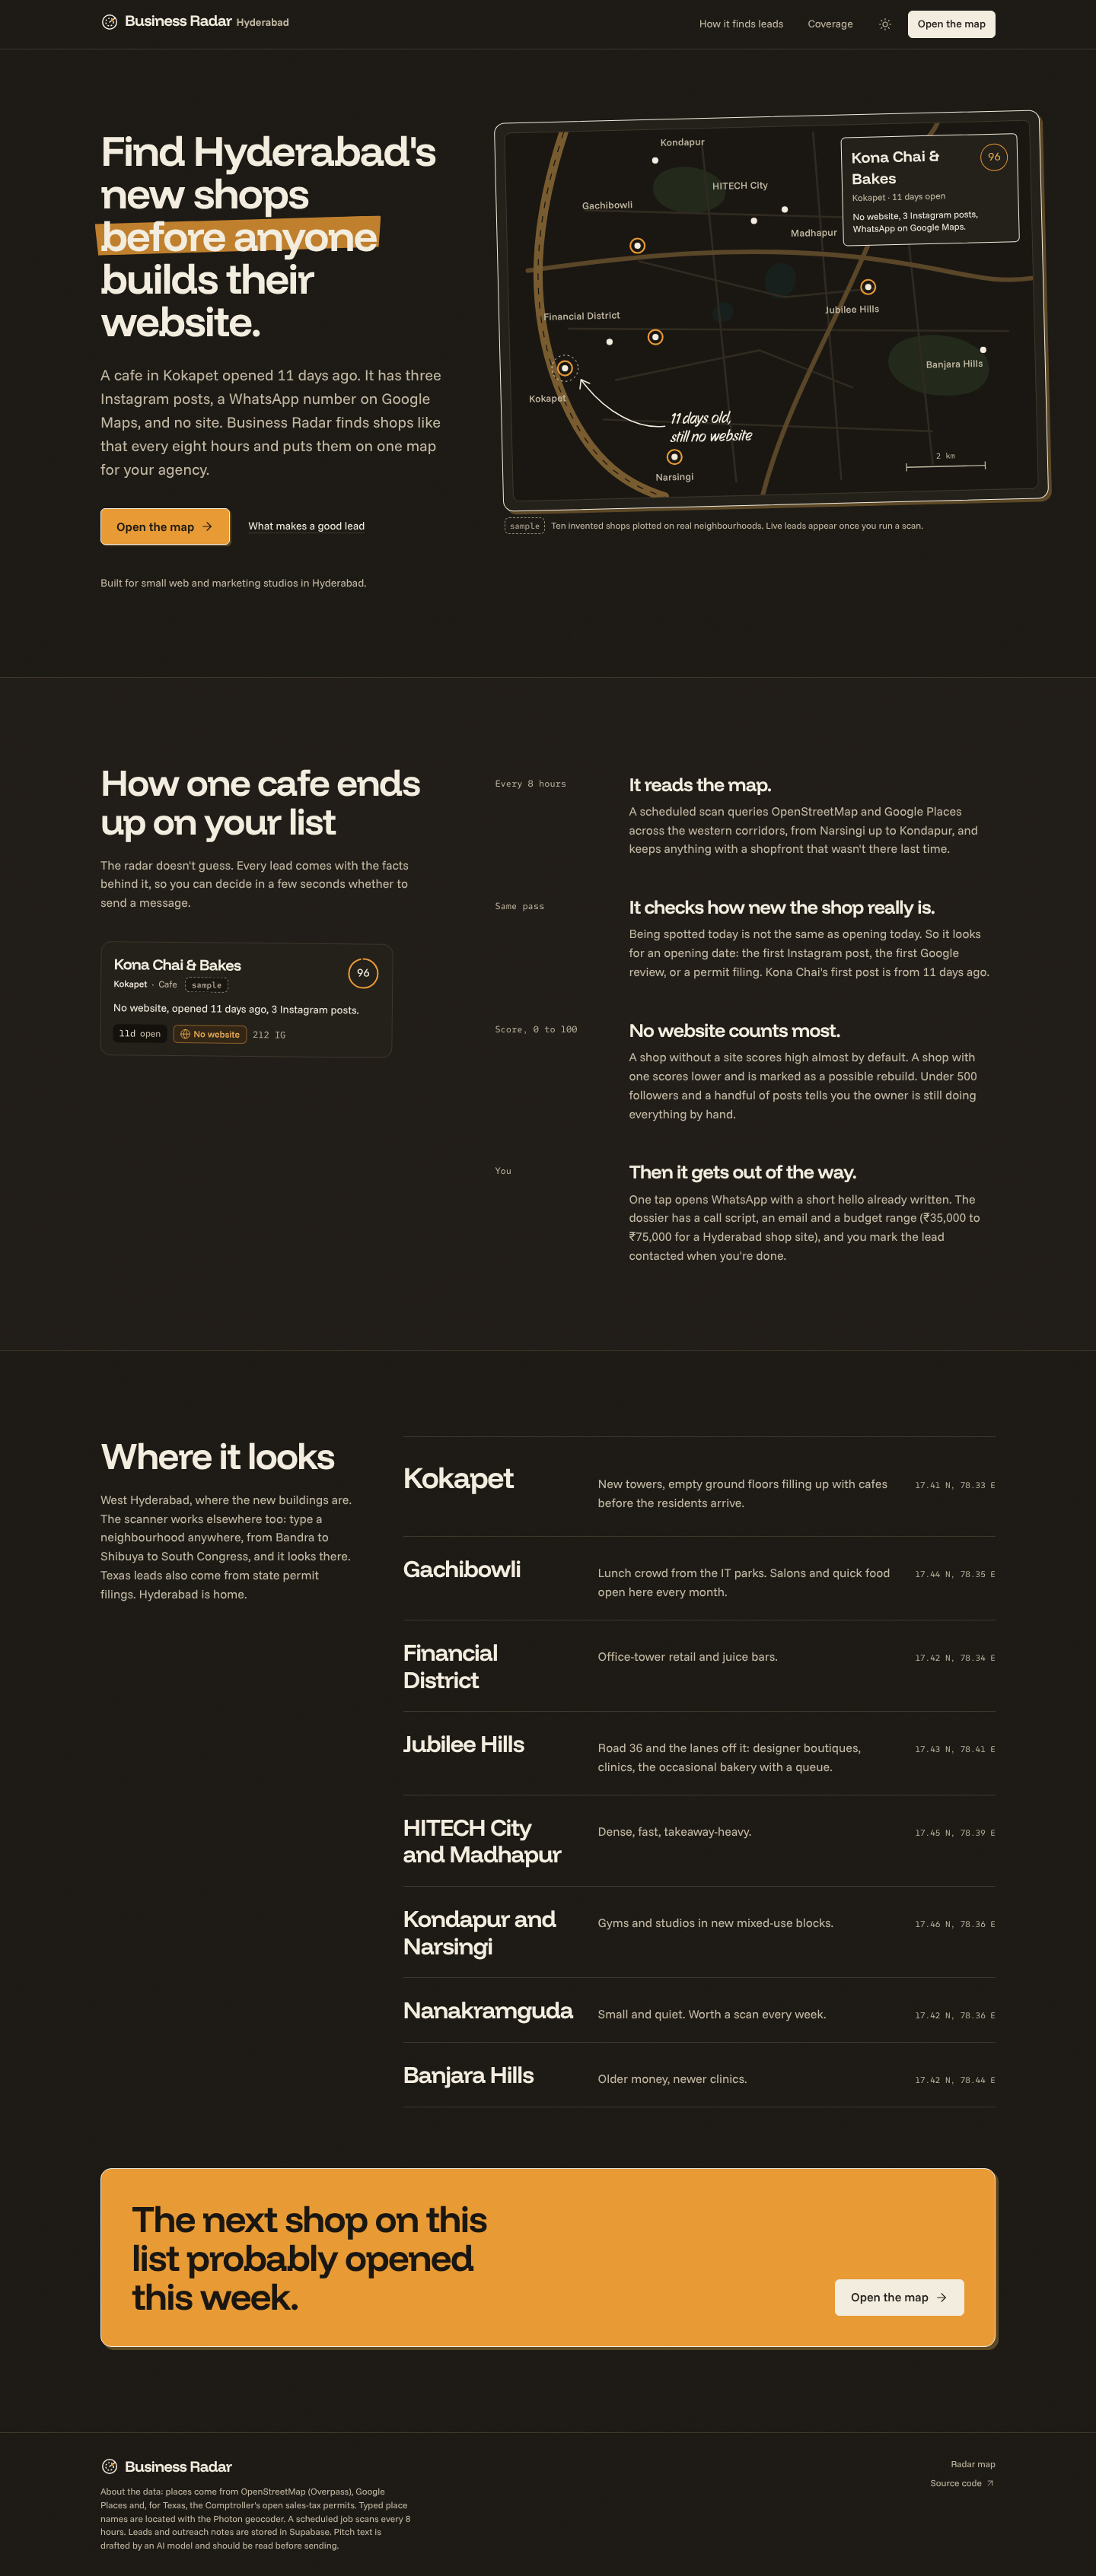 Business Radar Hyderabad
How it finds leads
Coverage
Open the map
Find Hyderabad's
new shops
before anyone
builds their
website.
A cafe in Kokapet opened 11 days ago. It has three
Instagram posts, a WhatsApp number on Google
Maps, and no site. Business Radar finds shops like
that every eight hours and puts them on one map
for your agency.
Open the map
What makes a good lead
Built for small web and marketing studios in Hyderabad.
Kondapur
HITECH City
Gachibowli
Madhapur
Kona Chai &
Bakes
96
Kokapet · 11 days open
No website, 3 Instagram posts,
WhatsApp on Google Maps.
Jubilee Hills
Financial District
Banjara Hills
Kokapet
11 days old,
still no website
Narsingi
2 km
sample Ten invented shops plotted on real neighbourhoods. Live leads appear once you run a scan.
How one cafe ends
up on your list
The radar doesn't guess. Every lead comes with the facts
behind it, so you can decide in a few seconds whether to
send a message.
Kona Chai & Bakes
96
Kokapet · Cafe sample
No website, opened 11 days ago, 3 Instagram posts.
11d open
No website
212 IG
Every 8 hours
It reads the map.
A scheduled scan queries OpenStreetMap and Google Places
across the western corridors, from Narsingi up to Kondapur, and
keeps anything with a shopfront that wasn't there last time.
Same pass
It checks how new the shop really is.
Being spotted today is not the same as opening today. So it looks
for an opening date: the first Instagram post, the first Google
review, or a permit filing. Kona Chai's first post is from 11 days ago.
Score, 0 to 100
No website counts most.
A shop without a site scores high almost by default. A shop with
one scores lower and is marked as a possible rebuild. Under 500
followers and a handful of posts tells you the owner is still doing
everything by hand.
You
Then it gets out of the way.
One tap opens WhatsApp with a short hello already written. The
dossier has a call script, an email and a budget range (₹35,000 to
₹75,000 for a Hyderabad shop site), and you mark the lead
contacted when you're done.
Where it looks
West Hyderabad, where the new buildings are.
The scanner works elsewhere too: type a
neighbourhood anywhere, from Bandra to
Shibuya to South Congress, and it looks there.
Texas leads also come from state permit
filings. Hyderabad is home.
Kokapet
New towers, empty ground floors filling up with cafes
before the residents arrive.
17.41 N, 78.33 E
Gachibowli
Lunch crowd from the IT parks. Salons and quick food
open here every month.
17.44 N, 78.35 E
Financial
District
Office-tower retail and juice bars.
17.42 N, 78.34 E
Jubilee Hills
Road 36 and the lanes off it: designer boutiques,
clinics, the occasional bakery with a queue.
17.43 N, 78.41 E
HITECH City
and Madhapur
Dense, fast, takeaway-heavy.
17.45 N, 78.39 E
Kondapur and
Narsingi
Gyms and studios in new mixed-use blocks.
17.46 N, 78.36 E
Nanakramguda
Small and quiet. Worth a scan every week.
17.42 N, 78.36 E
Banjara Hills
Older money, newer clinics.
17.42 N, 78.44 E
The next shop on this
list probably opened
this week.
Open the map
Business Radar
About the data: places come from OpenStreetMap (Overpass), Google
Places and, for Texas, the Comptroller's open sales-tax permits. Typed place
names are located with the Photon geocoder. A scheduled job scans every 8
hours. Leads and outreach notes are stored in Supabase. Pitch text is
drafted by an AI model and should be read before sending.
Radar map
Source code